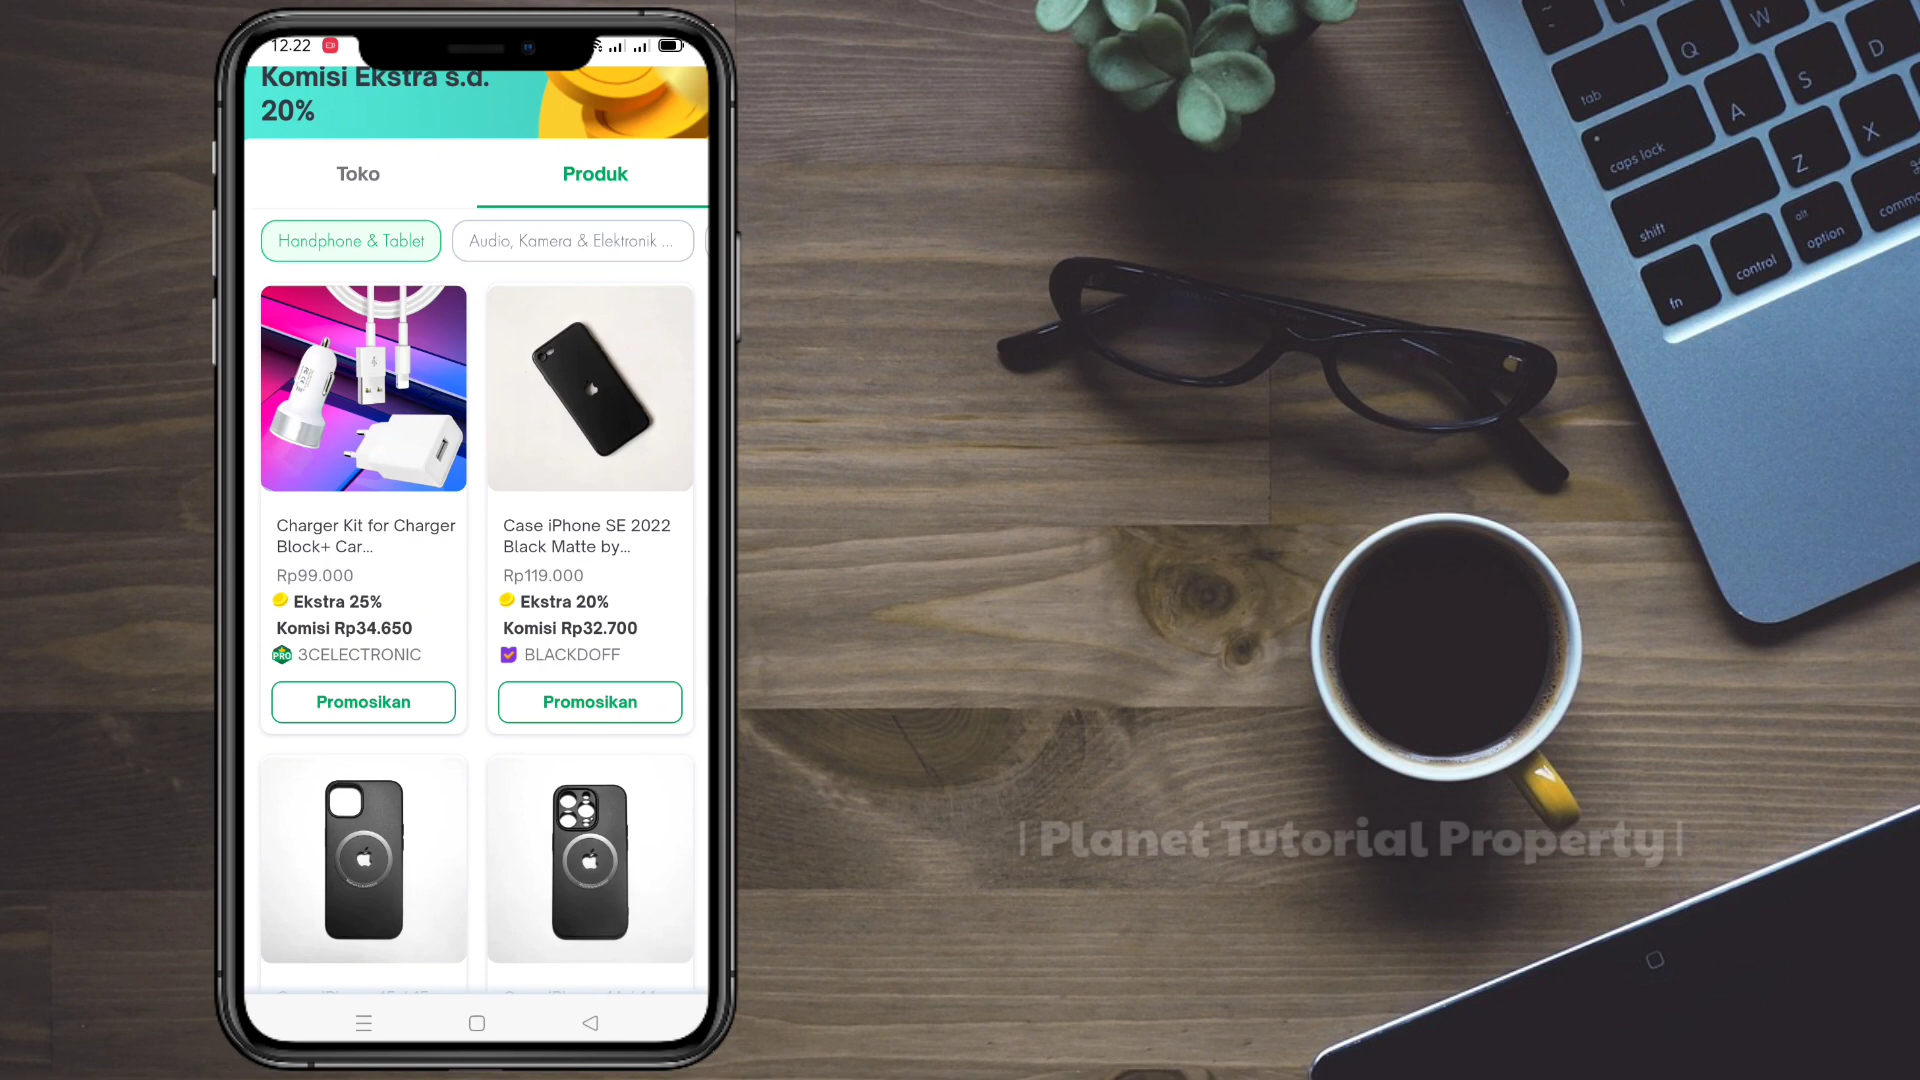 12.22
Komisi Ekstra s.d.
20%
Toko
Produk
Handphone & Tablet
Audio, Kamera & Elektronik ...
Charger Kit for Charger
Block+ Car...
Rp99.000
Ekstra 25%
Komisi Rp34.650
PRO 3CELECTRONIC
Promosikan
Case iPhone SE 2022
Black Matte by...
Rp119.000
Ekstra 20%
Komisi Rp32.700
BLACKDOFF
Promosikan
| Planet Tutorial Property |
Q
W
tab
A
S
D
caps lock
Z
X
shift
fn
control
alt
option